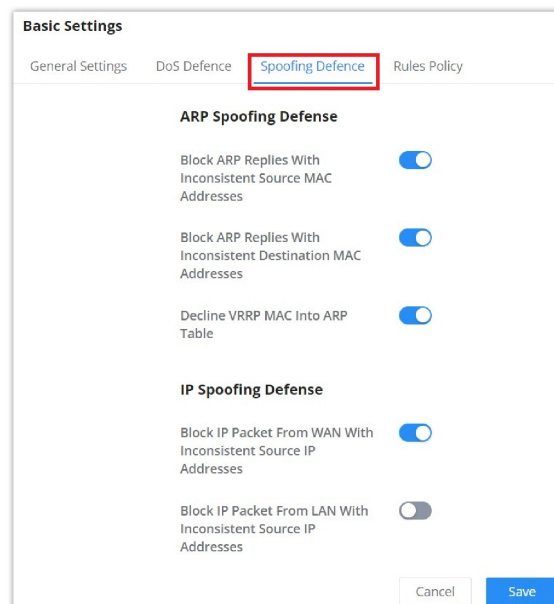 Basic Settings
General Settings DoS Defence Spoofing Defence Rules Policy
ARP Spoofing Defense
Block ARP Replies With
Inconsistent Source MAC
Addresses
Block ARP Replies With
Inconsistent Destination MAC
Addresses
Decline VRRP MAC Into ARP
Table
IP Spoofing Defense
Block IP Packet From WAN With
Inconsistent Source IP
Addresses
Block IP Packet From LAN With
Inconsistent Source IP
Addresses
Cancel Save